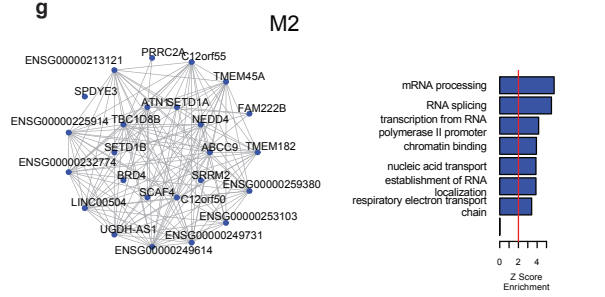 g
M2
PRRC2A
C12orf55
ENSG00000213121
TMEM45A
SPDYE3
ATN1
SETD1A
FAM222B
ENSG00000225914
TBC1D8B
NEDD4
SETD1B
ABCC9
TMEM182
ENSG00000232774
BRD4
SRRM2
ENSG00000259380
SCAF4
C12orf50
LINC00504
ENSG00000253103
UGDH-AS1
ENSG00000249731
ENSG00000249614
mRNA processing
RNA splicing
transcription from RNA
polymerase II promoter
chromatin binding
nucleic acid transport
establishment of RNA
localization
respiratory electron transport
chain
0 2 4
Z Score
Enrichment